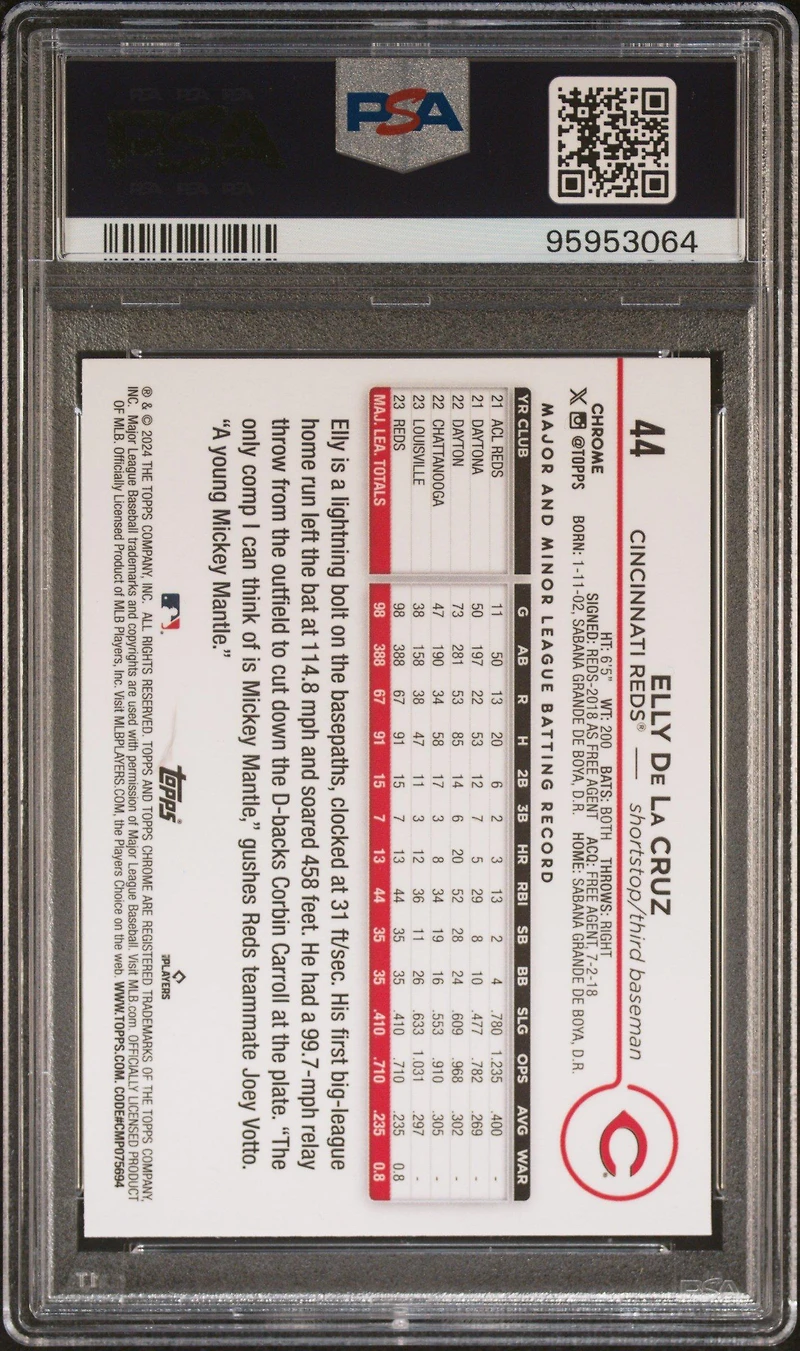 PSA
95953064
44
ELLY DE LA CRUZ
CINCINNATI REDS® — shortstop/third baseman
C
HT: 6'5" WT: 200 BATS: BOTH THROWS: RIGHT
CHROME
SIGNED: REDS-2018 AS FREE AGENT ACQ: FREE AGENT, 7-2-18
@TOPPS
BORN: 1-11-02, SABANA GRANDE DE BOYA, D.R. HOME: SABANA GRANDE DE BOYA, D.R.
MAJOR AND MINOR LEAGUE BATTING RECORD
YR CLUB G AB R H 2B 3B HR RBI SB BB SLG OPS AVG WAR
21 ACL REDS 11 50 13 20 6 2 3 13 2 4 .780 1.235 .400 -
21 DAYTONA 50 197 22 53 12 7 5 29 8 10 .477 .782 .269 -
22 DAYTON 73 281 53 85 14 6 20 52 28 24 .609 .968 .302 -
22 CHATTANOOGA 47 190 34 58 17 3 8 34 19 16 .553 .910 .305 -
23 LOUISVILLE 38 158 38 47 11 3 12 36 11 26 .633 1.031 .297 -
23 REDS 98 388 67 91 15 7 13 44 35 35 .410 .710 .235 0.8
MAJ. LEA. TOTALS 98 388 67 91 15 7 13 44 35 35 .410 .710 .235 0.8
Elly is a lightning bolt on the basepaths, clocked at 31 ft/sec. His first big-league
home run left the bat at 114.8 mph and soared 458 feet. He had a 99.7-mph relay
throw from the outfield to cut down the D-backs Corbin Carroll at the plate. “The
only comp I can think of is Mickey Mantle,” gushes Reds teammate Joey Votto.
“A young Mickey Mantle.”
topps
PLAYERS
® & © 2024 THE TOPPS COMPANY, INC. ALL RIGHTS RESERVED. TOPPS AND TOPPS CHROME ARE REGISTERED TRADEMARKS OF THE TOPPS COMPANY,
INC. Major League Baseball trademarks and copyrights are used with permission of Major League Baseball. Visit MLB.com. OFFICIALLY LICENSED PRODUCT
OF MLB. Officially Licensed Product of MLB Players, Inc. Visit MLBPLAYERS.COM, the Players Choice on the web. WWW.TOPPS.COM. CODE#CMP075694
PSA